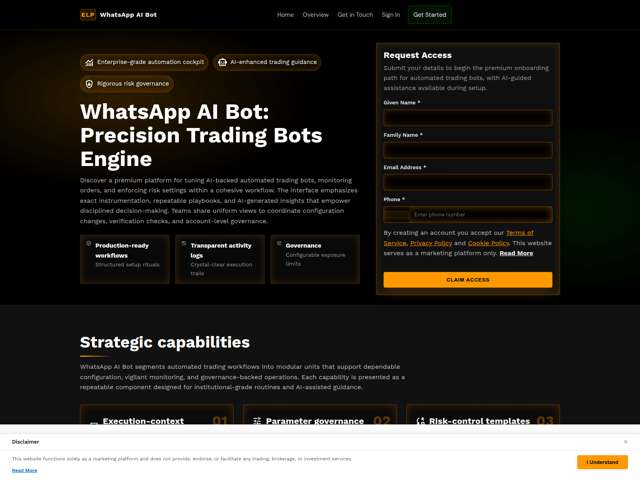 ELP WhatsApp AI Bot Home Overview Get in Touch Sign In Get Started
Enterprise-grade automation cockpit
AI-enhanced trading guidance
Rigorous risk governance
WhatsApp AI Bot:
Precision Trading Bots
Engine
Discover a premium platform for tuning AI-backed automated trading bots, monitoring
orders, and enforcing risk settings within a cohesive workflow. The interface emphasizes
exact instrumentation, repeatable playbooks, and AI-generated insights that empower
disciplined decision-making. Teams share uniform views to coordinate configuration
changes, verification checks, and account-level governance.
Production-ready
workflows
Structured setup rituals
Transparent activity
logs
Crystal-clear execution
trails
Governance
Configurable exposure
limits
Request Access
Submit your details to begin the premium onboarding
path for automated trading bots, with AI-guided
assistance available during setup.
Given Name *
Family Name *
Email Address *
Phone *
Enter phone number
By creating an account you accept our Terms of
Service, Privacy Policy and Cookie Policy. This website
serves as a marketing platform only. Read More
CLAIM ACCESS
Strategic capabilities
WhatsApp AI Bot segments automated trading workflows into modular units that support dependable
configuration, vigilant monitoring, and governance-backed operations. Each capability is presented as a
repeatable component designed for institutional-grade routines and AI-assisted guidance.
Execution-context 01
Parameter governance 02
Risk-control templates 03
Disclaimer ×
This website functions solely as a marketing platform and does not provide, endorse, or facilitate any trading, brokerage, or investment services.
Read More
I Understand